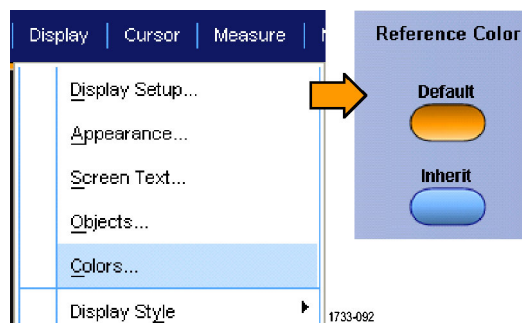 Display | Cursor | Measure |
Display Setup...
Appearance...
Screen Text...
Objects...
Colors...
Display Style
Reference Color
Default
Inherit
1733-092